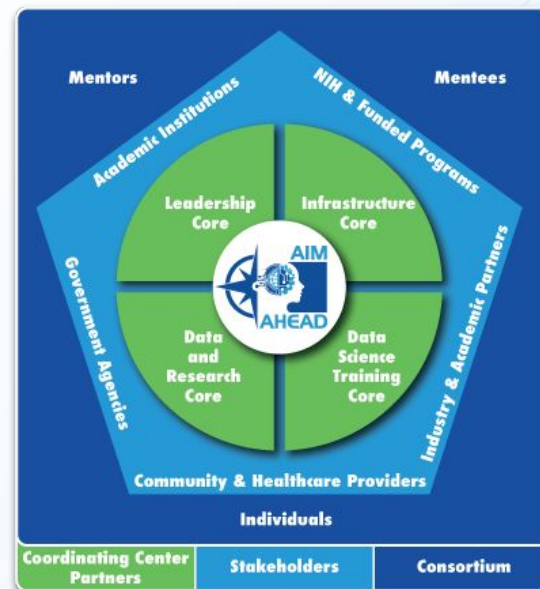 Mentors
Mentees
Academic Institutions
NIH & Funded Programs
Leadership
Core
Infrastructure
Core
AIM
AHEAD
Government Agencies
Industry & Academic Partners
Data
and
Research
Core
Data
Science
Training
Core
Community & Healthcare Providers
Individuals
Coordinating Center
Partners
Stakeholders
Consortium